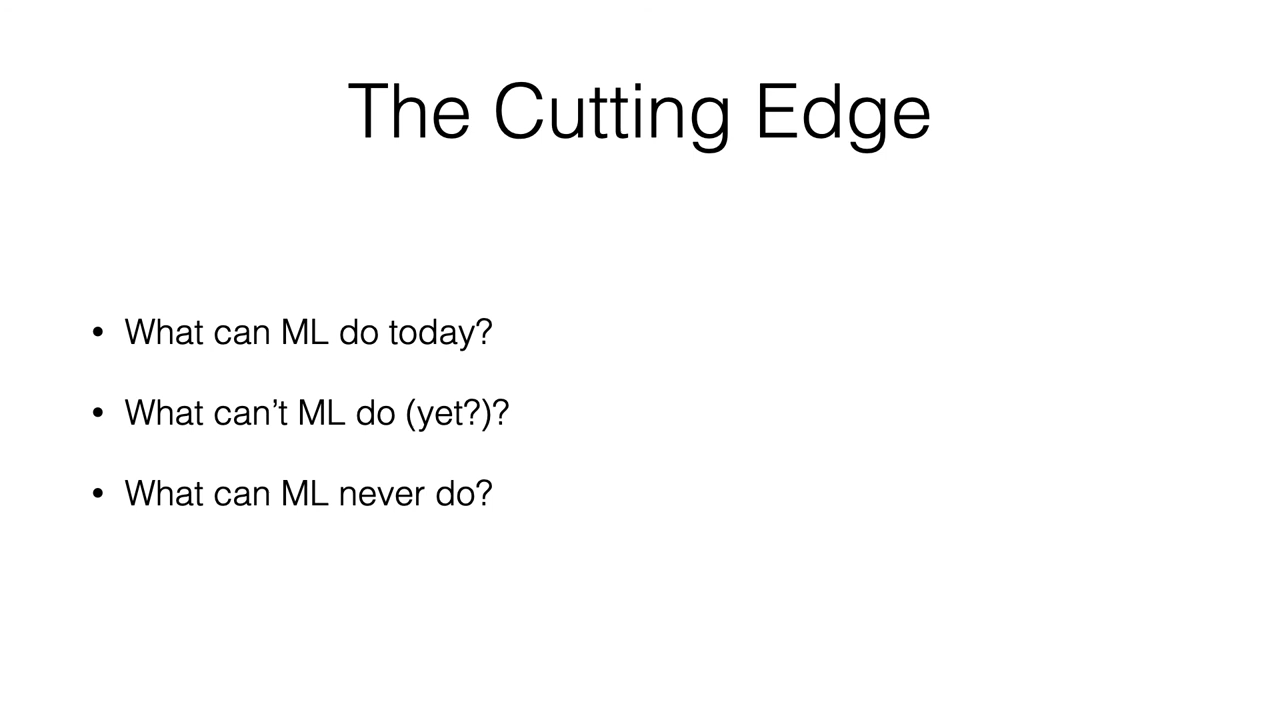 The Cutting Edge
• What can ML do today?
• What can’t ML do (yet?)?
• What can ML never do?